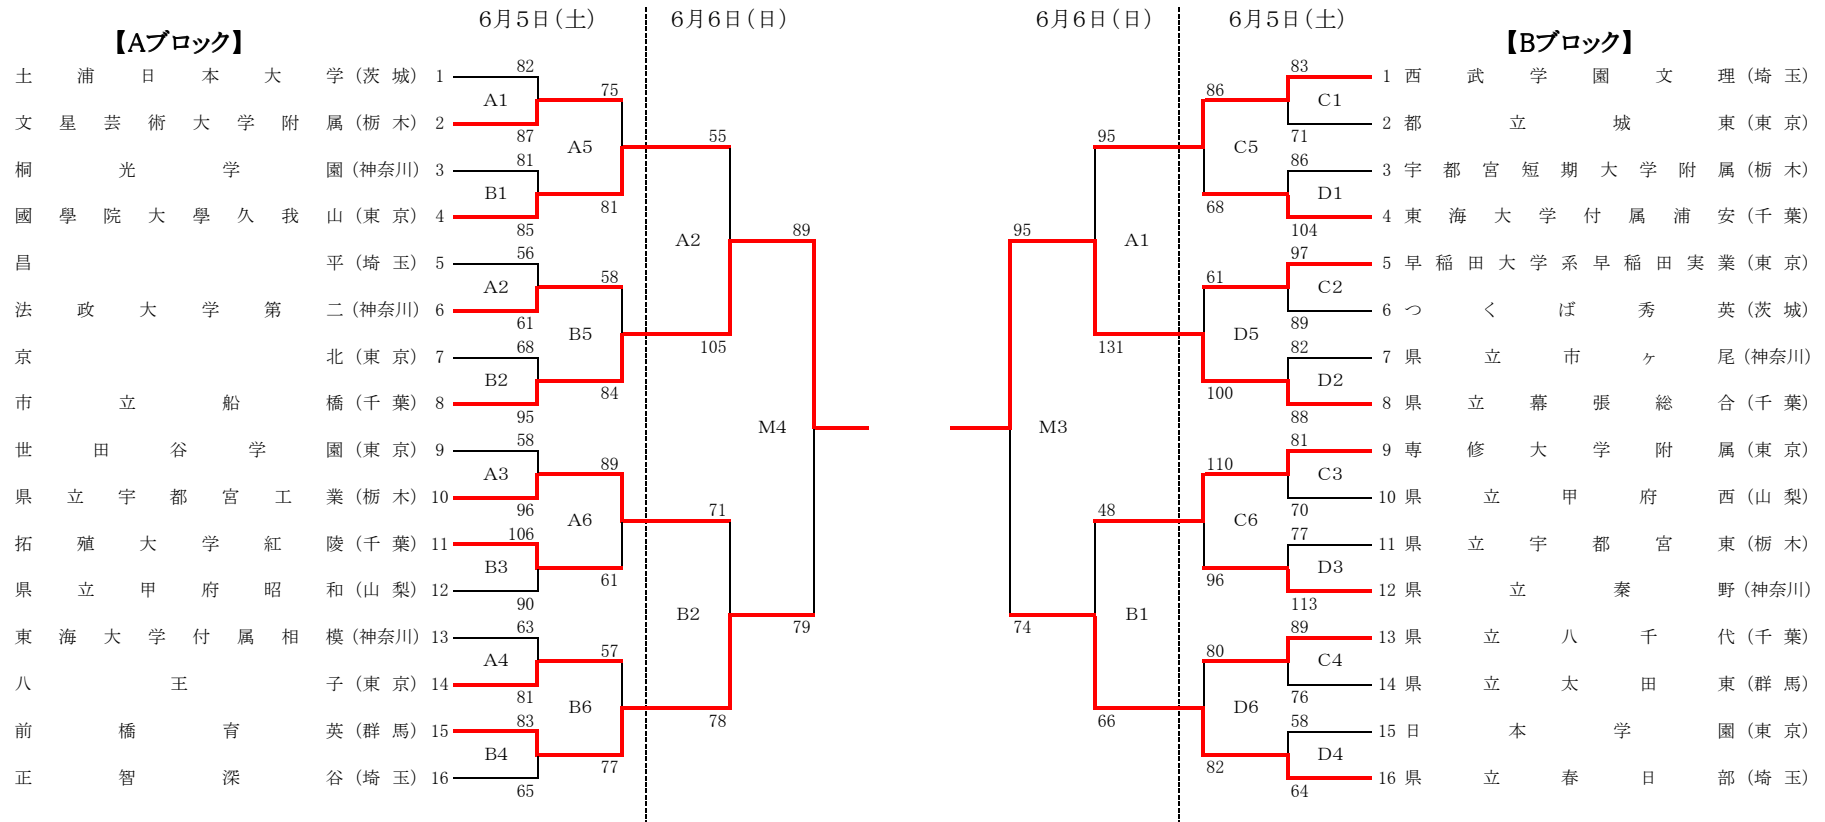 6月5日(土) 6月6日(日) 6月6日(日) 6月5日(土)
【Aブロック】 【Bブロック】
土浦日本大学(茨城) 1 82 83 1 西武学園文理(埼玉)
A1 75 86 C1
文星芸術大学附属(栃木) 2 87 71 2 都立城東(東京)
A5 55 95 C5
桐光学園(神奈川) 3 81 86 3 宇都宮短期大学附属(栃木)
B1 81 68 D1
國學院大學久我山(東京) 4 85 104 4 東海大学付属浦安(千葉)
A2 89 95 A1
昌平(埼玉) 5 56 97 5 早稲田大学系早稲田実業(東京)
A2 58 61 C2
法政大学第二(神奈川) 6 61 89 6 つくば秀英(茨城)
B5 105 131 D5
京北(東京) 7 68 82 7 県立市ヶ尾(神奈川)
B2 84 100 D2
市立船橋(千葉) 8 95 88 8 県立幕張総合(千葉)
M4 M3
世田谷学園(東京) 9 58 81 9 専修大学附属(東京)
A3 89 110 C3
県立宇都宮工業(栃木) 10 96 70 10 県立甲府西(山梨)
A6 71 48 C6
拓殖大学紅陵(千葉) 11 106 77 11 県立宇都宮東(栃木)
B3 61 96 D3
県立甲府昭和(山梨) 12 90 113 12 県立秦野(神奈川)
B2 79 74 B1
東海大学付属相模(神奈川) 13 63 89 13 県立八千代(千葉)
A4 57 80 C4
八王子(東京) 14 81 76 14 県立太田東(群馬)
B6 78 66 D6
前橋育英(群馬) 15 83 58 15 日本学園(東京)
B4 77 82 D4
正智深谷(埼玉) 16 65 64 16 県立春日部(埼玉)